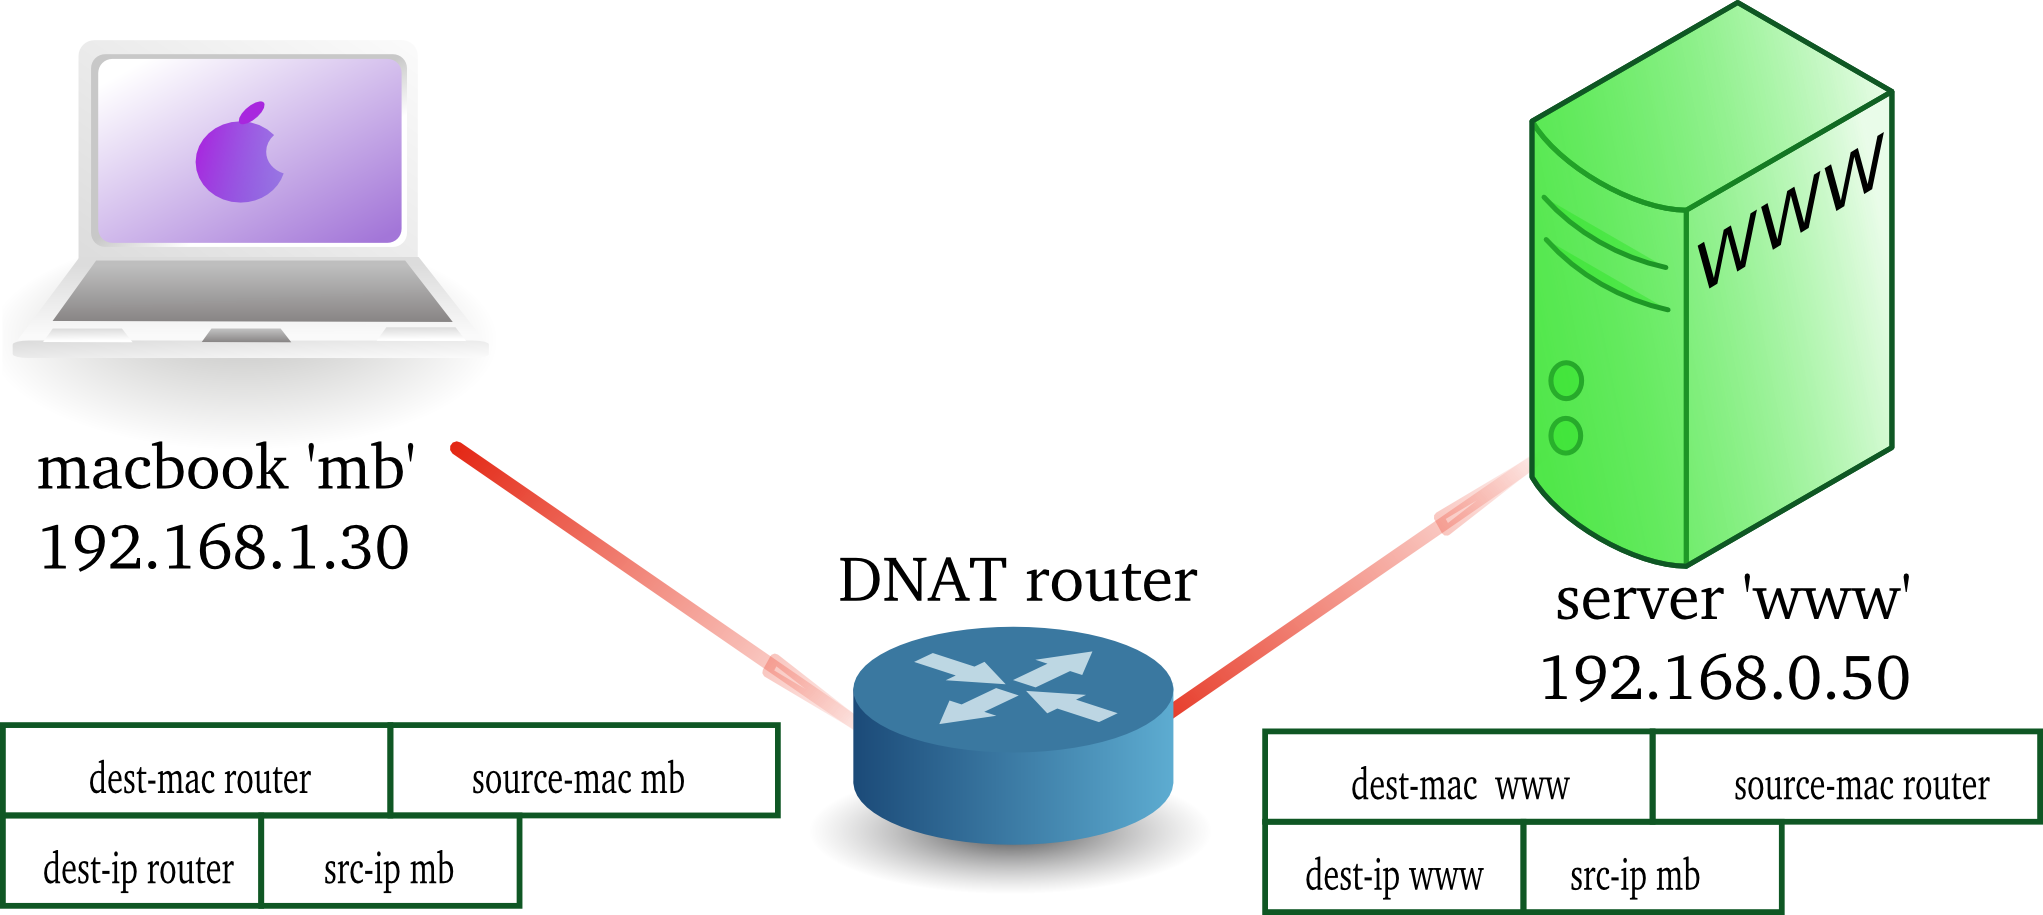 www
macbook 'mb'
192.168.1.30
DNAT router
server 'www'
192.168.0.50
dest-mac router source-mac mb
dest-ip router src-ip mb
dest-mac www source-mac router
dest-ip www src-ip mb